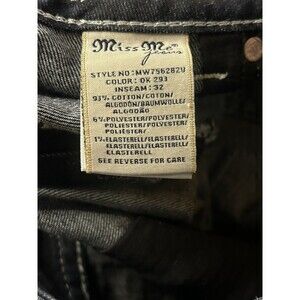 Miss Me
Jeans
STYLE NO: MW7562829
COLOR: DK 293
INSEAM: 32
93% COTTON/COTON/
ALGODÓN/BAUMWOLLE/
ALGODÃO
6% POLYESTER/POLYESTER/
POLIÉSTER/POLYESTER/
POLIÉSTER
1% ELASTERELL/ELASTERELL/
ELASTERELL/ELASTERELL/
ELASTERELL
SEE REVERSE FOR CARE